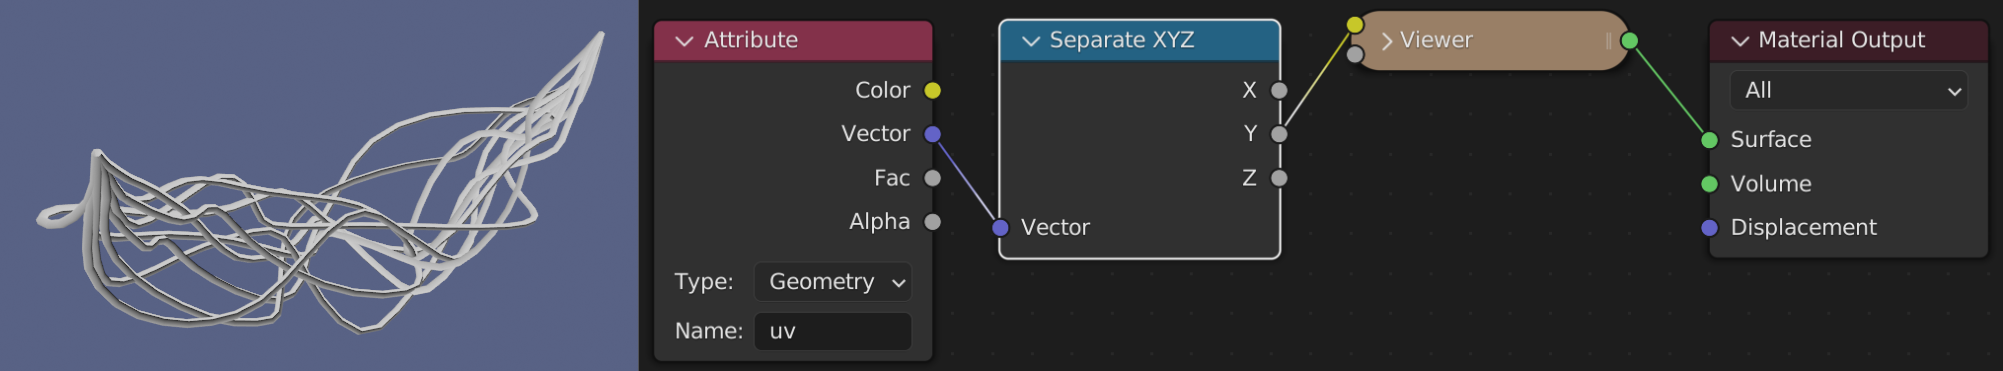 Attribute
Color
Vector
Fac
Alpha
Type: Geometry
Name: uv
Separate XYZ
X
Y
Z
Vector
Viewer
Material Output
All
Surface
Volume
Displacement